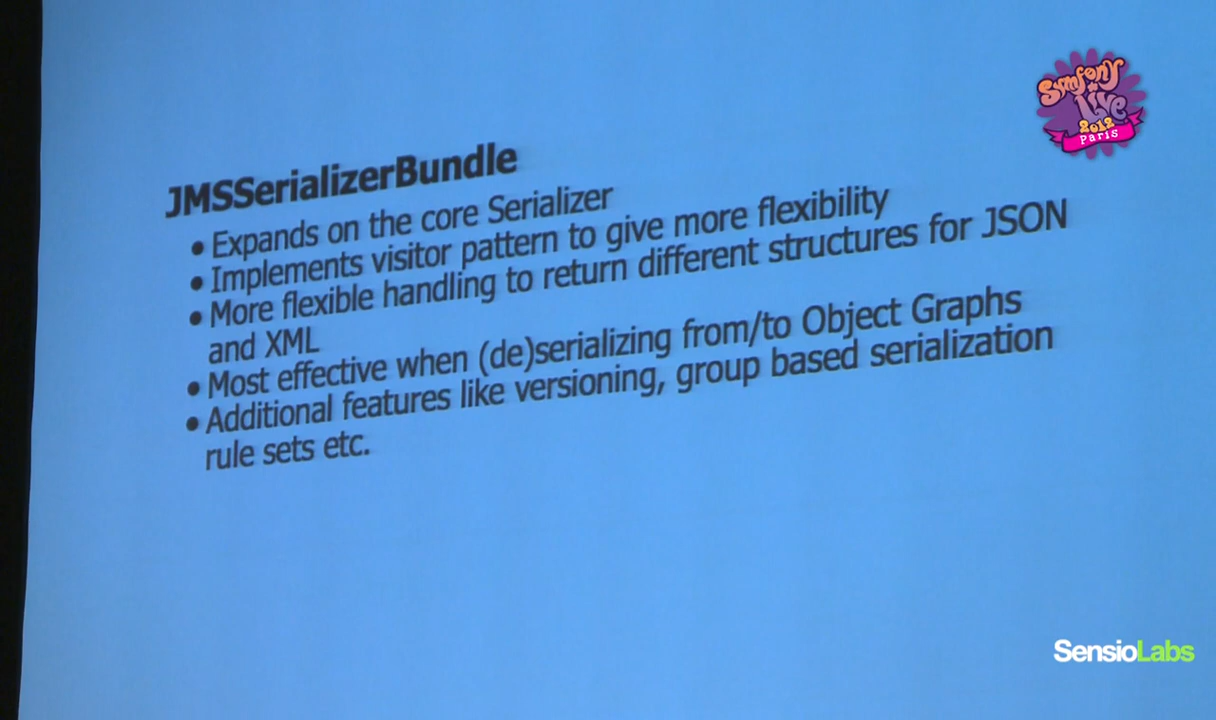 Symfony
Live
2012
Paris
JMSSerializerBundle
• Expands on the core Serializer
• Implements visitor pattern to give more flexibility
• More flexible handling to return different structures for JSON
and XML
• Most effective when (de)serializing from/to Object Graphs
• Additional features like versioning, group based serialization
rule sets etc.
SensioLabs